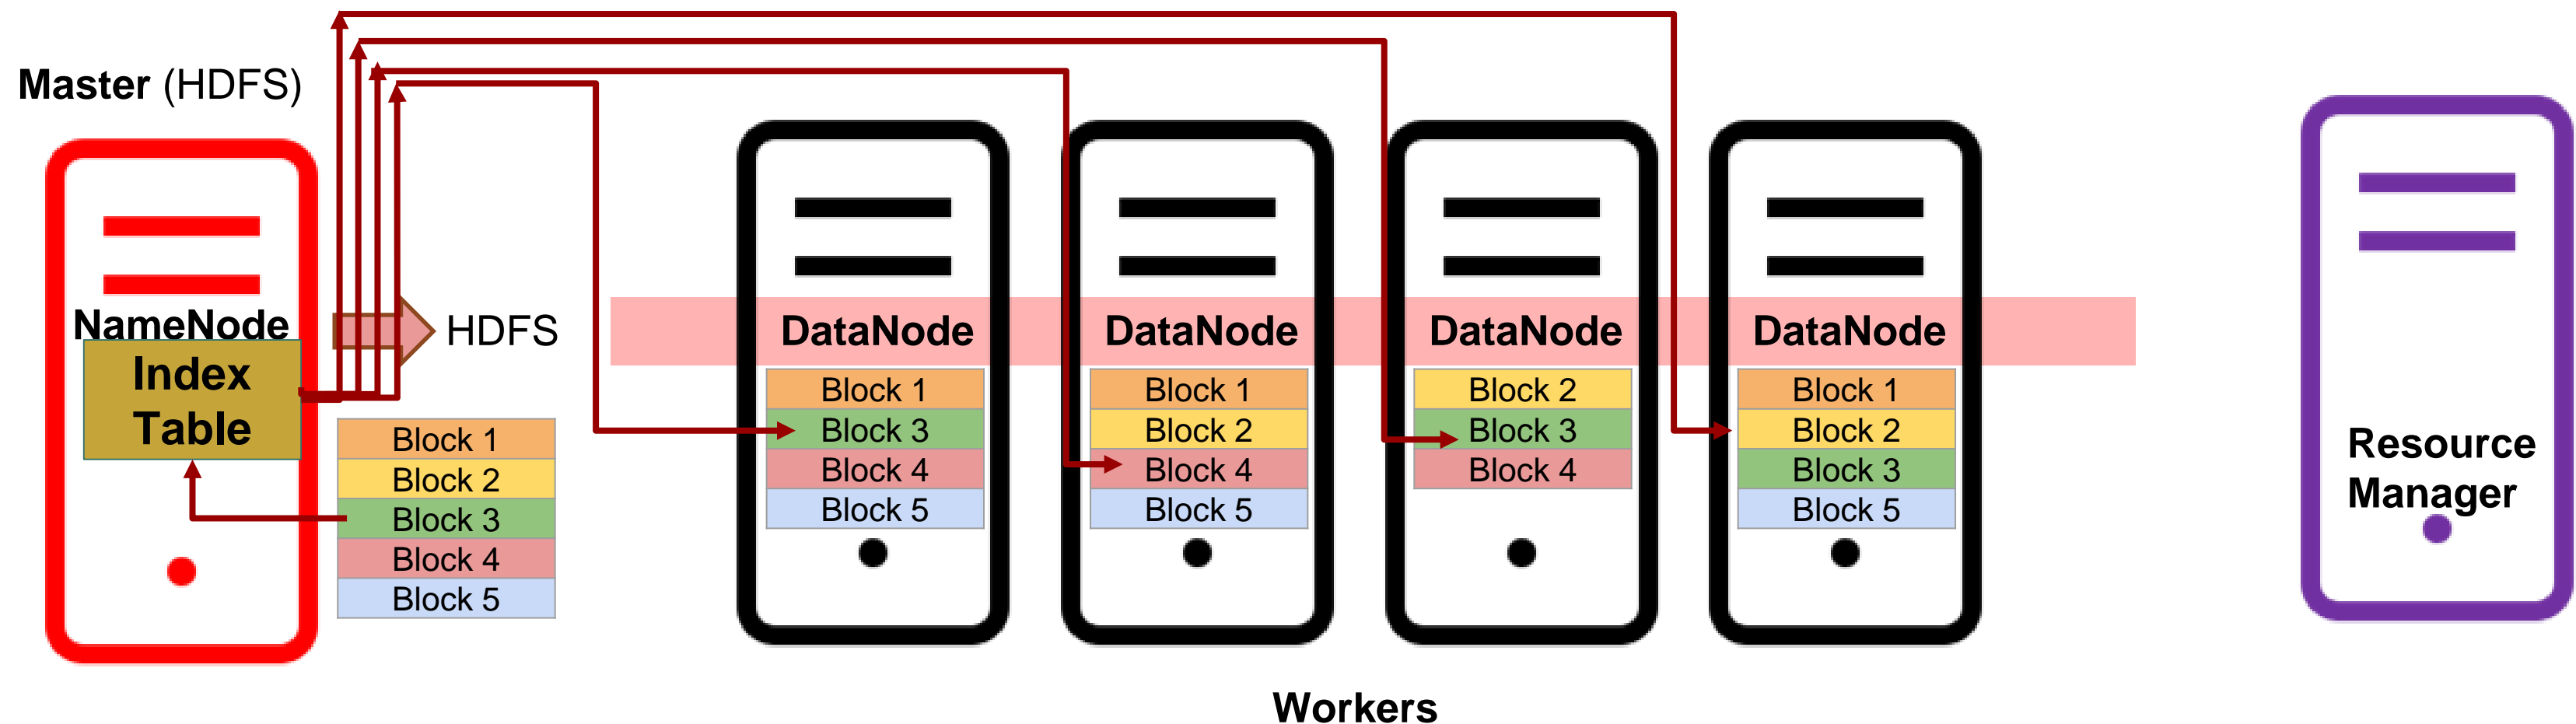 Master (HDFS)
NameNode
Index
Table
HDFS
Block 1
Block 2
Block 3
Block 4
Block 5
DataNode
Block 1
Block 3
Block 4
Block 5
DataNode
Block 1
Block 2
Block 4
Block 5
DataNode
Block 2
Block 3
Block 4
DataNode
Block 1
Block 2
Block 3
Block 5
Resource
Manager
Workers